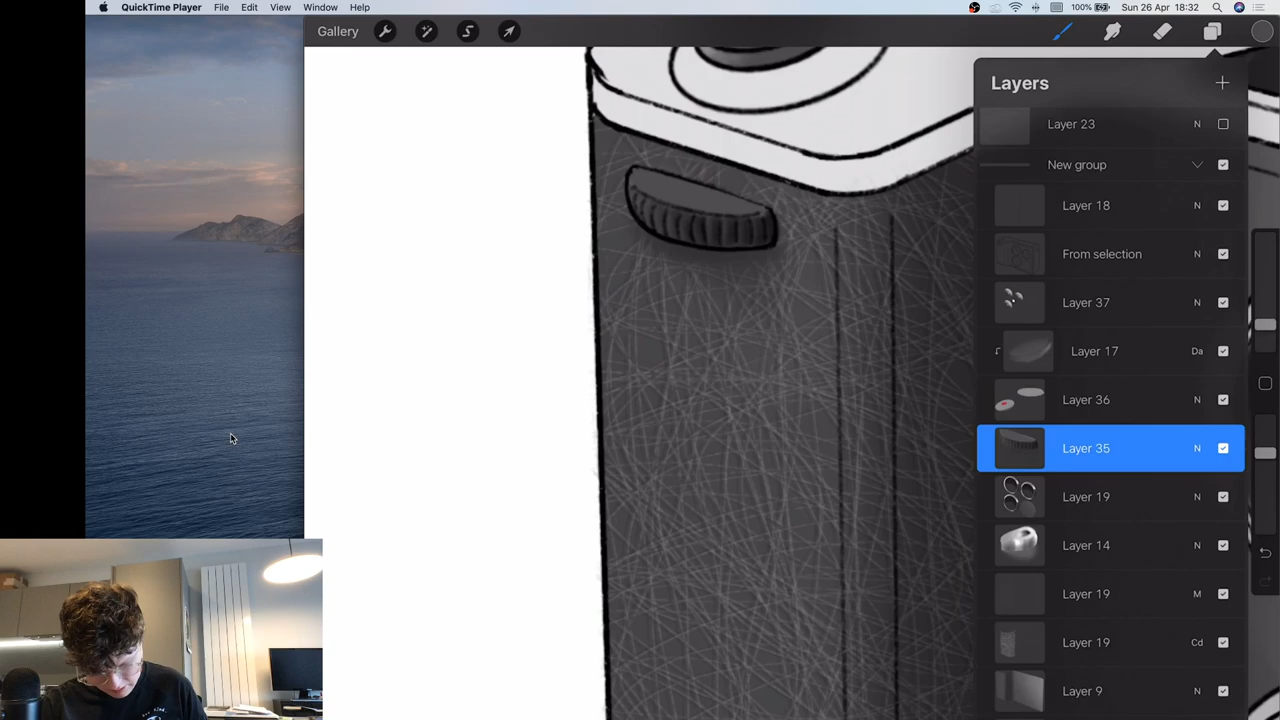 QuickTime Player File Edit View Window Help 100% Sun 26 Apr 18:32
Gallery
Layers
Layer 23 N
New group
Layer 18 N
From selection N
Layer 37 N
Layer 17 Da
Layer 36 N
Layer 35 N
Layer 19 N
Layer 14 N
Layer 19 M
Layer 19 Cd
Layer 9 N